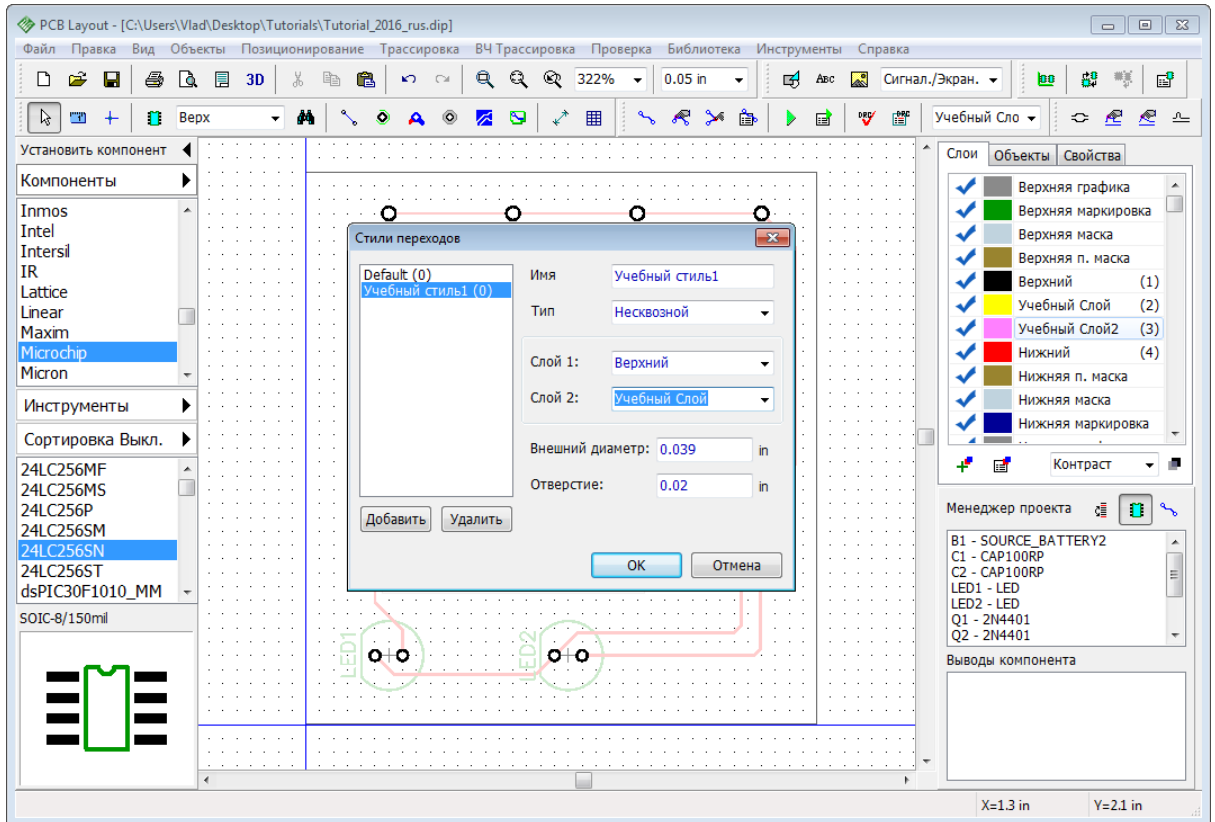 PCB Layout - [C:\Users\Vlad\Desktop\Tutorials\Tutorial_2016_rus.dip]
Файл Правка Вид Объекты Позиционирование Трассировка ВЧ Трассировка Проверка Библиотека Инструменты Справка
3D 322% 0.05 in ABC Сигнал./Экран.
Верх DRC DRC Учебный Сло
Установить компонент
Компоненты
Inmos
Intel
Intersil
IR
Lattice
Linear
Maxim
Microchip
Micron
Инструменты
Сортировка Выкл.
24LC256MF
24LC256MS
24LC256P
24LC256SM
24LC256SN
24LC256ST
dsPIC30F1010_MM
SOIC-8/150mil
Стили переходов
Default (0)
Учебный стиль1 (0)
Добавить Удалить
Имя Учебный стиль1
Тип Несквозной
Слой 1: Верхний
Слой 2: Учебный Слой
Внешний диаметр: 0.039 in
Отверстие: 0.02 in
OK Отмена
LED1
LED2
Слои Объекты Свойства
Верхняя графика
Верхняя маркировка
Верхняя маска
Верхняя п. маска
Верхний (1)
Учебный Слой (2)
Учебный Слой2 (3)
Нижний (4)
Нижняя п. маска
Нижняя маска
Нижняя маркировка
Контраст
Менеджер проекта
B1 - SOURCE_BATTERY2
C1 - CAP100RP
C2 - CAP100RP
LED1 - LED
LED2 - LED
Q1 - 2N4401
Q2 - 2N4401
Выводы компонента
X=1.3 in Y=2.1 in